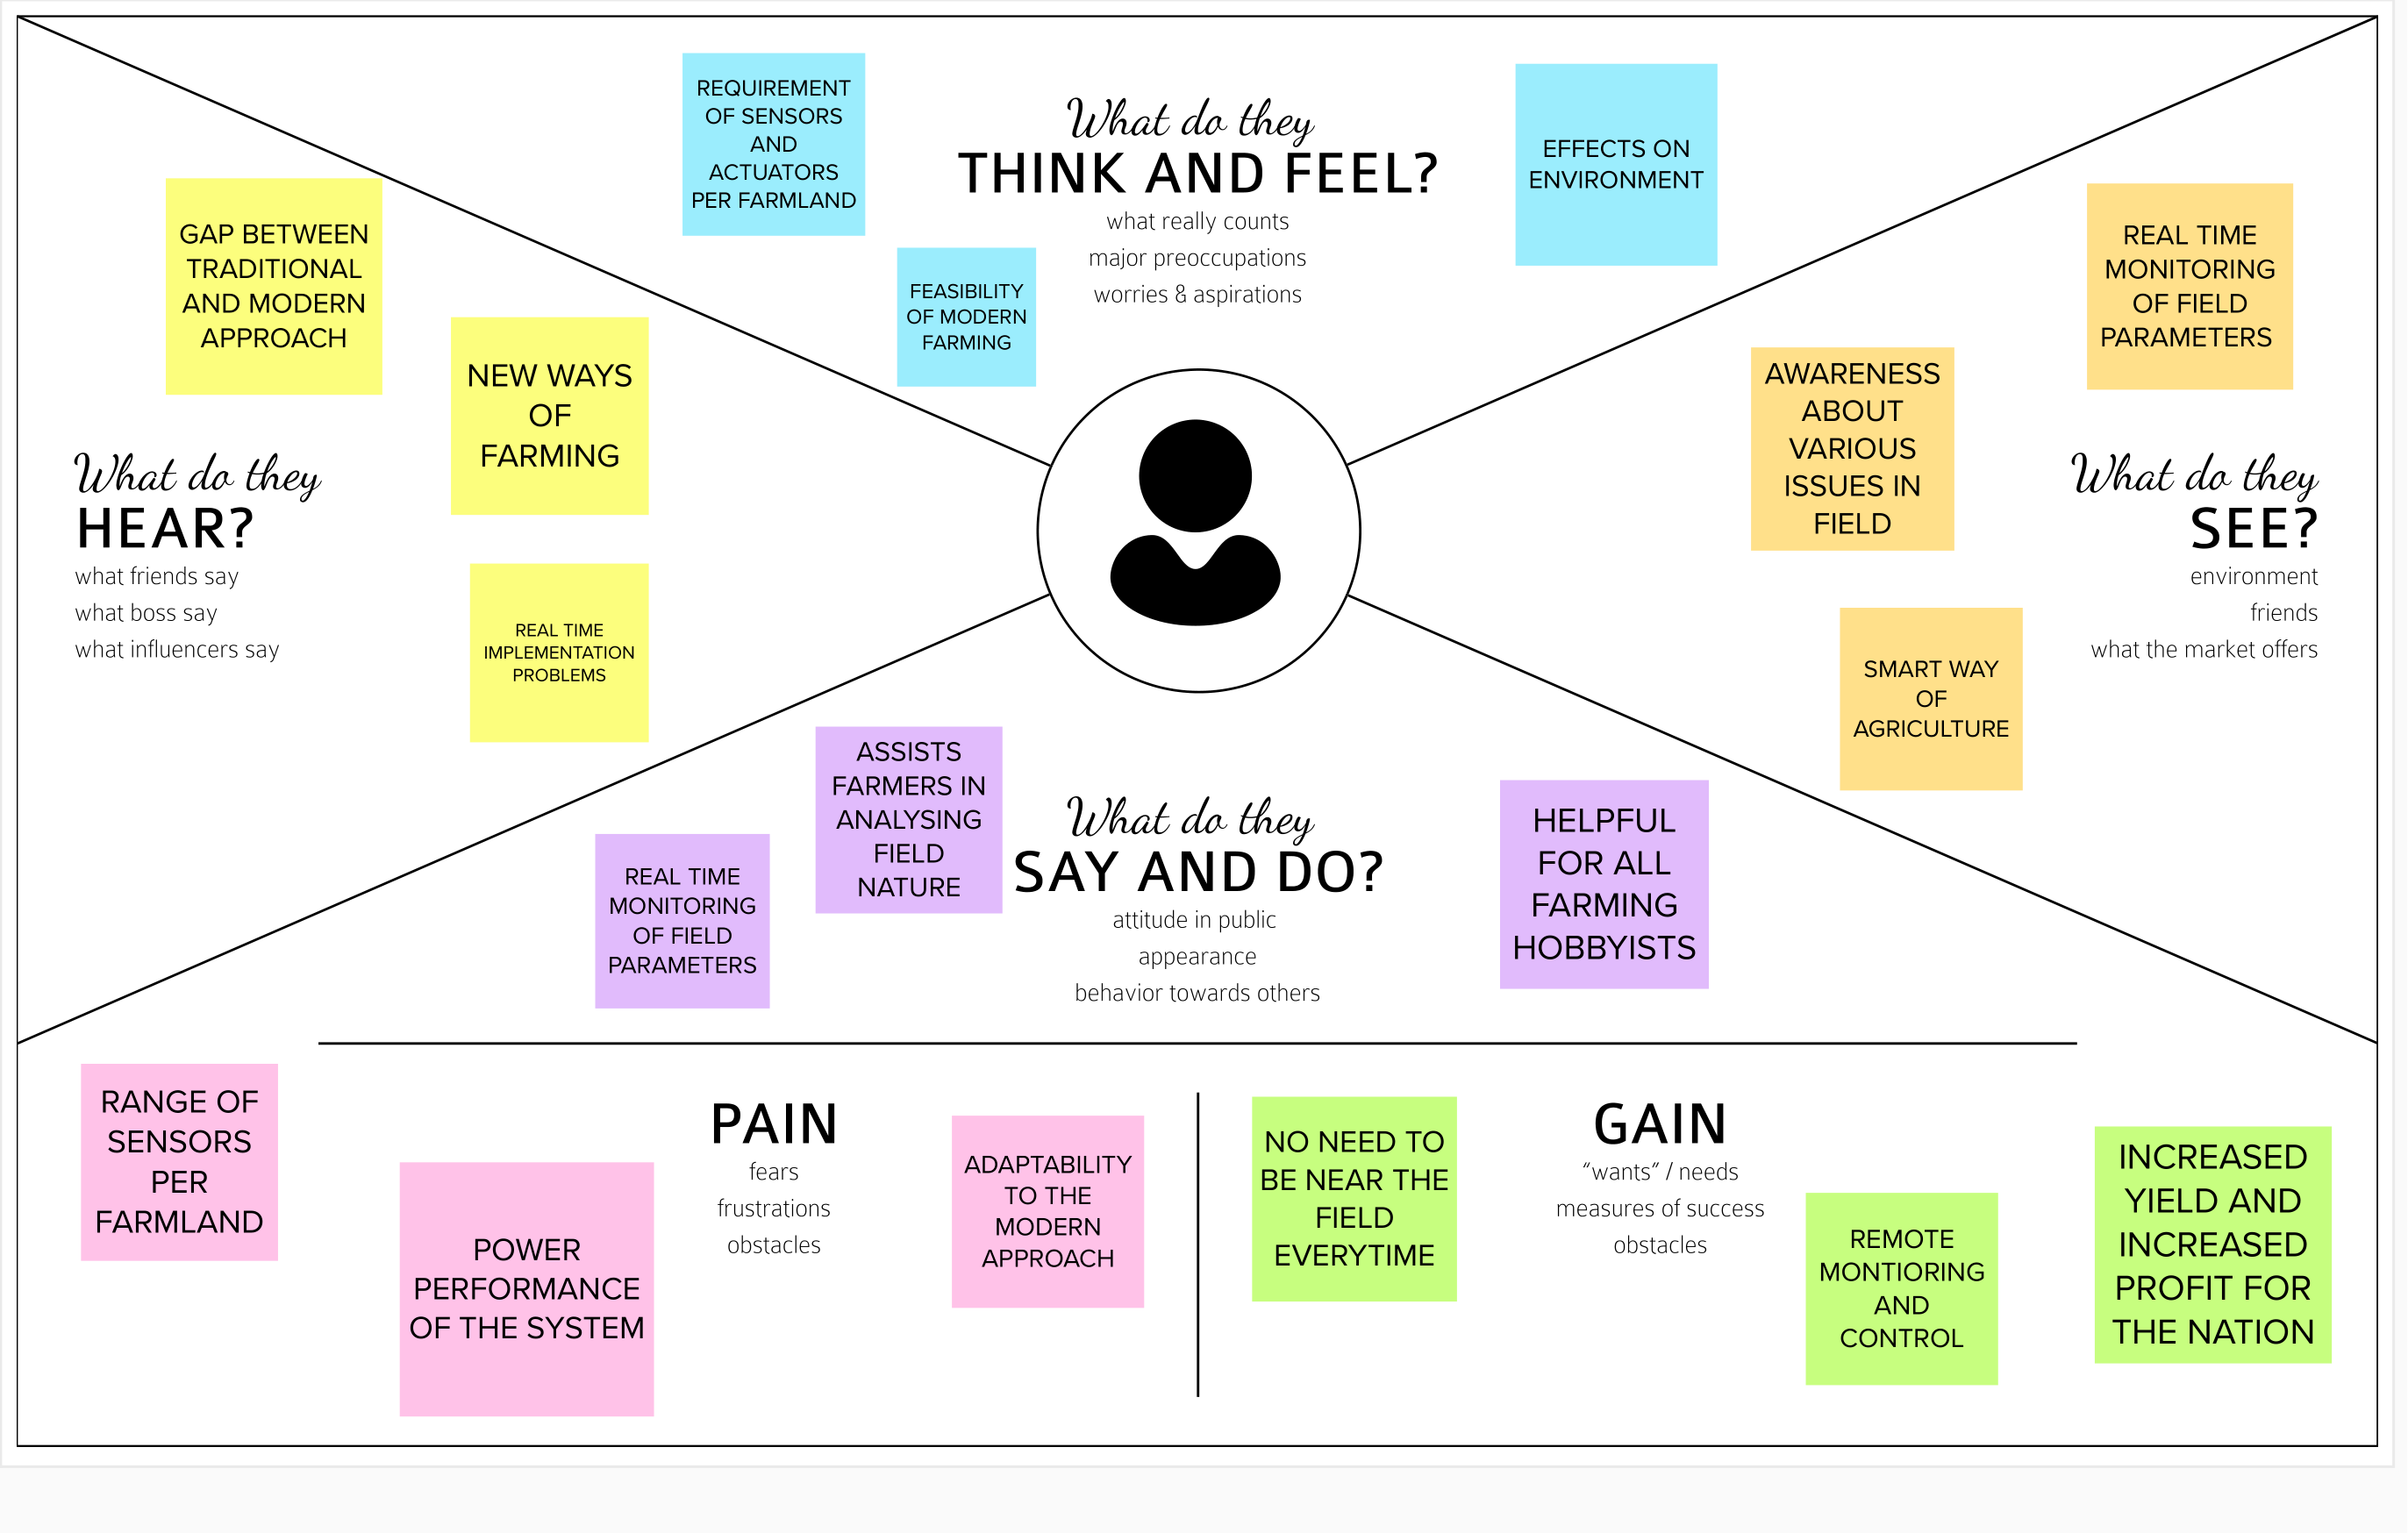 REQUIREMENT
OF SENSORS
AND
ACTUATORS
PER FARMLAND
What do they
THINK AND FEEL?
what really counts
major preoccupations
worries & aspirations
FEASIBILITY
OF MODERN
FARMING
EFFECTS ON
ENVIRONMENT
GAP BETWEEN
TRADITIONAL
AND MODERN
APPROACH
NEW WAYS
OF
FARMING
What do they
HEAR?
what friends say
what boss say
what influencers say
REAL TIME
IMPLEMENTATION
PROBLEMS
REAL TIME
MONITORING
OF FIELD
PARAMETERS
AWARENESS
ABOUT
VARIOUS
ISSUES IN
FIELD
What do they
SEE?
environment
friends
what the market offers
SMART WAY
OF
AGRICULTURE
ASSISTS
FARMERS IN
ANALYSING
FIELD
NATURE
REAL TIME
MONITORING
OF FIELD
PARAMETERS
What do they
SAY AND DO?
attitude in public
appearance
behavior towards others
HELPFUL
FOR ALL
FARMING
HOBBYISTS
RANGE OF
SENSORS
PER
FARMLAND
POWER
PERFORMANCE
OF THE SYSTEM
PAIN
fears
frustrations
obstacles
ADAPTABILITY
TO THE
MODERN
APPROACH
NO NEED TO
BE NEAR THE
FIELD
EVERYTIME
GAIN
“wants” / needs
measures of success
obstacles
REMOTE
MONTIORING
AND
CONTROL
INCREASED
YIELD AND
INCREASED
PROFIT FOR
THE NATION